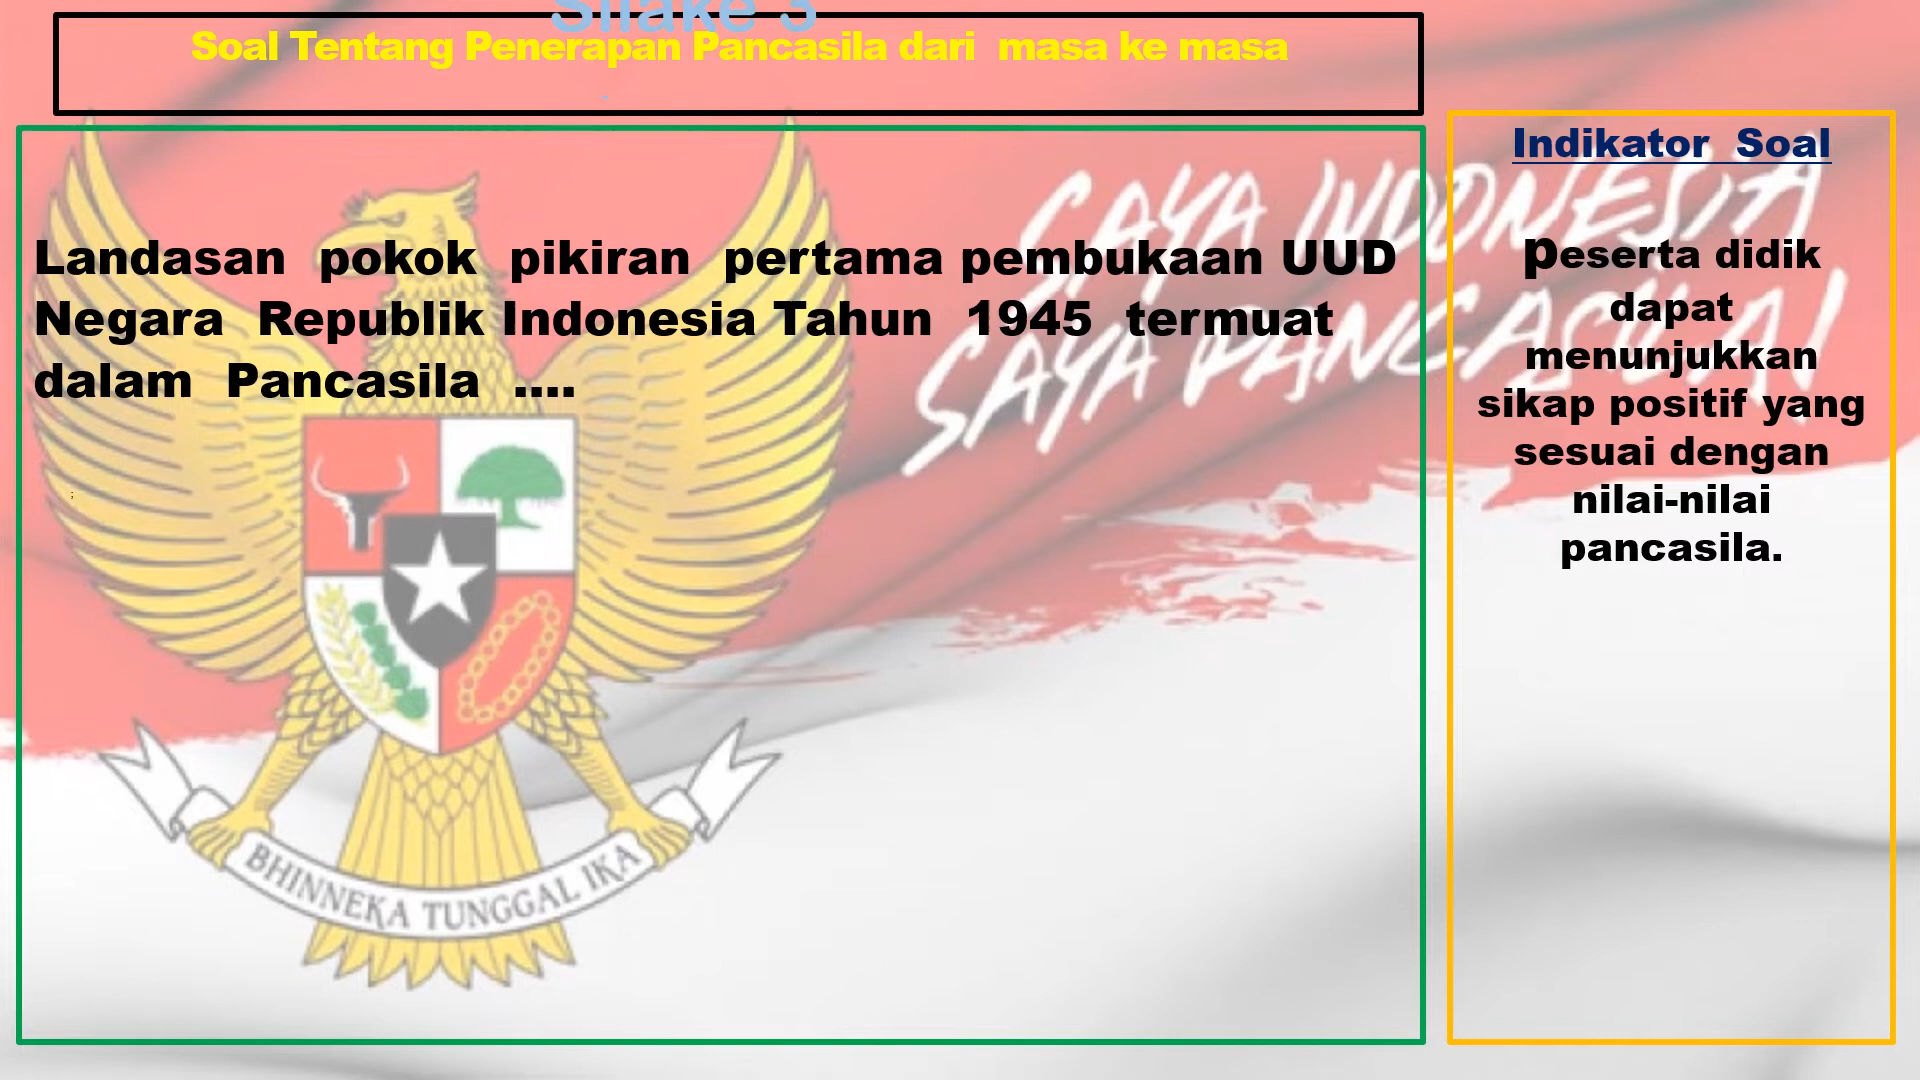 Silake 3
Soal Tentang Penerapan Pancasila dari masa ke masa
Landasan pokok pikiran pertama pembukaan UUD
Negara Republik Indonesia Tahun 1945 termuat
dalam Pancasila ....
;
Indikator Soal
peserta didik
dapat
menunjukkan
sikap positif yang
sesuai dengan
nilai-nilai
pancasila.
SAYA INDONESIA
SAYA PANCASILA!
BHINNEKA TUNGGAL IKA